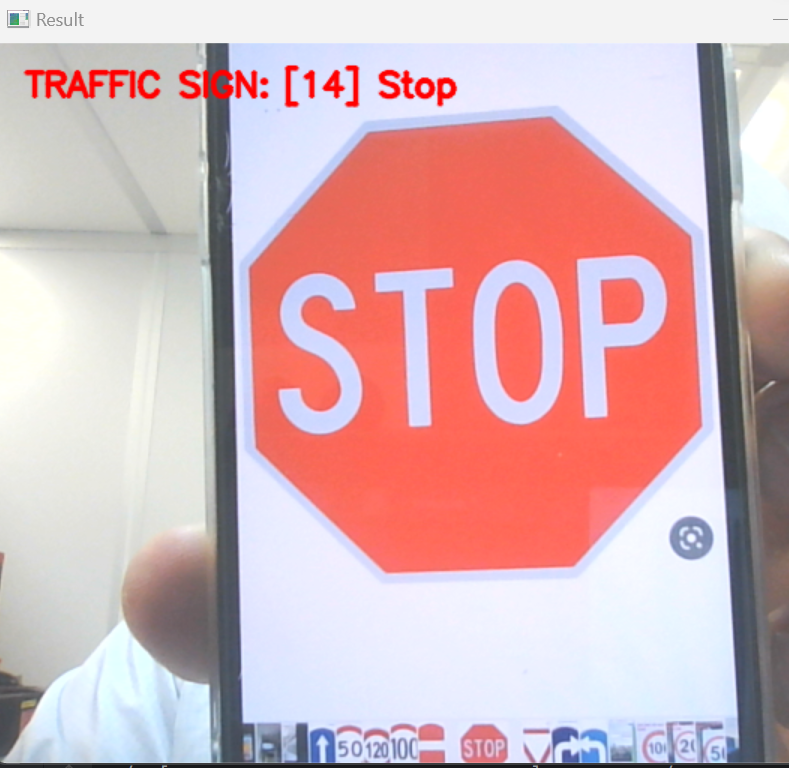 Result
TRAFFIC SIGN: [14] Stop
STOP
50 120 100 STOP